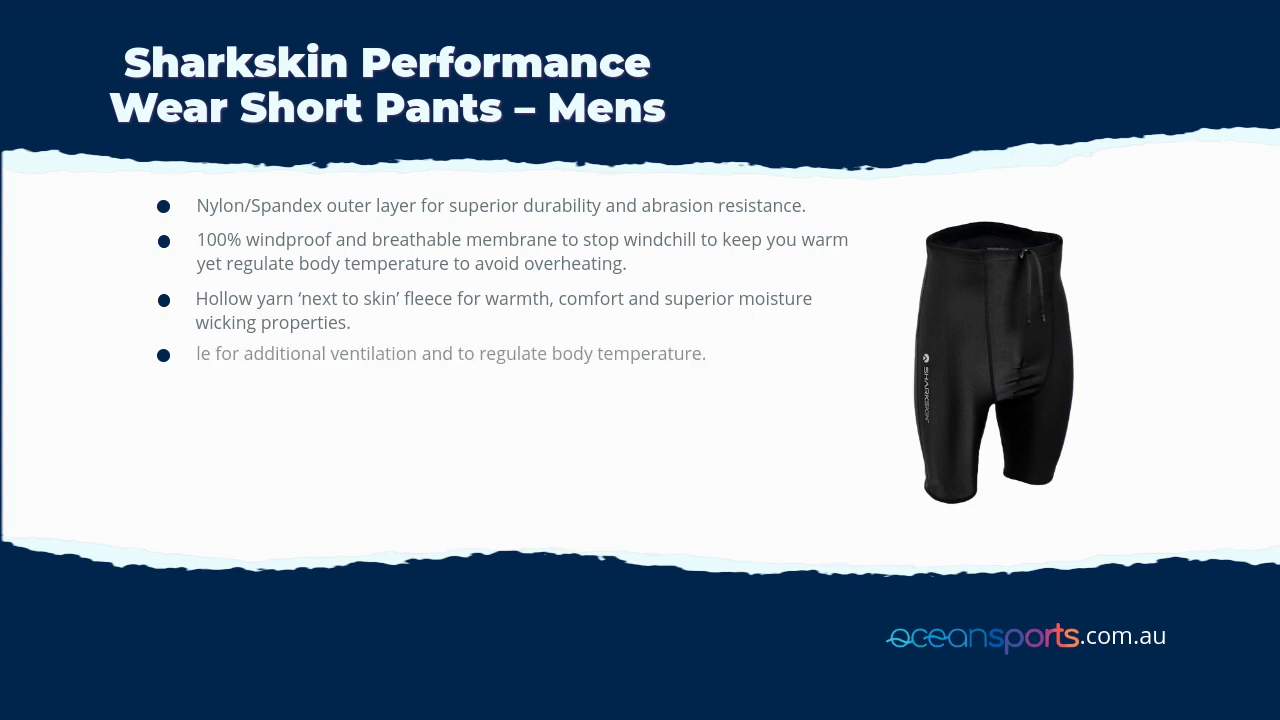 Sharkskin Performance
Wear Short Pants – Mens
Nylon/Spandex outer layer for superior durability and abrasion resistance.
100% windproof and breathable membrane to stop windchill to keep you warm
yet regulate body temperature to avoid overheating.
Hollow yarn ’next to skin’ fleece for warmth, comfort and superior moisture
wicking properties.
le for additional ventilation and to regulate body temperature.
SHARKSKIN
oceansports.com.au